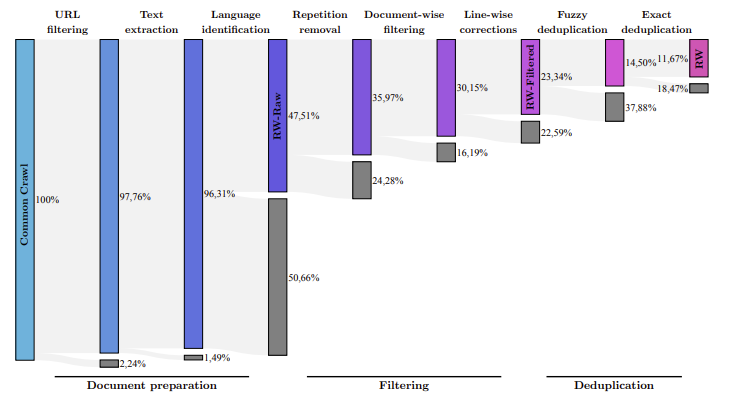 URL
filtering
Text
extraction
Language
identification
Repetition
removal
Document-wise
filtering
Line-wise
corrections
Fuzzy
deduplication
Exact
deduplication
Common Crawl
100%
97,76%
2,24%
96,31%
1,49%
RW-Raw
47,51%
50,66%
35,97%
24,28%
30,15%
16,19%
RW-Filtered
23,34%
22,59%
14,50%
37,88%
11,67%
18,47%
RW
Document preparation
Filtering
Deduplication